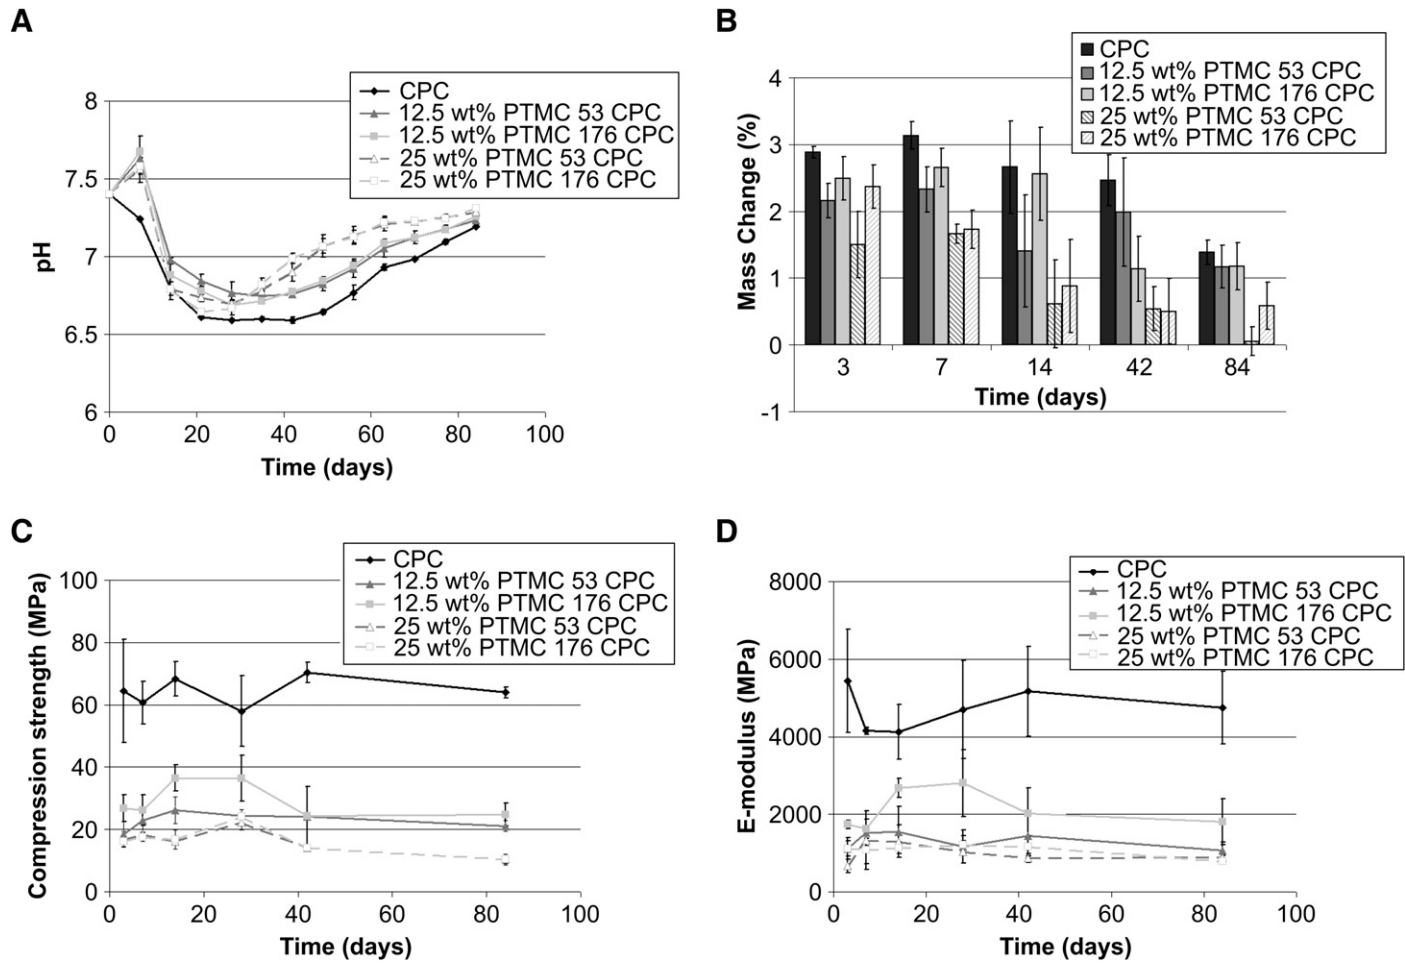 A
CPC
12.5 wt% PTMC 53 CPC
12.5 wt% PTMC 176 CPC
25 wt% PTMC 53 CPC
25 wt% PTMC 176 CPC
8
7.5
7
6.5
6
pH
0 20 40 60 80 100
Time (days)
B
CPC
12.5 wt% PTMC 53 CPC
12.5 wt% PTMC 176 CPC
25 wt% PTMC 53 CPC
25 wt% PTMC 176 CPC
4
3
2
1
0
-1
Mass Change (%)
3 7 14 42 84
Time (days)
C
CPC
12.5 wt% PTMC 53 CPC
12.5 wt% PTMC 176 CPC
25 wt% PTMC 53 CPC
25 wt% PTMC 176 CPC
100
80
60
40
20
0
Compression strength (MPa)
0 20 40 60 80 100
Time (days)
D
CPC
12.5 wt% PTMC 53 CPC
12.5 wt% PTMC 176 CPC
25 wt% PTMC 53 CPC
25 wt% PTMC 176 CPC
8000
6000
4000
2000
0
E-modulus (MPa)
0 20 40 60 80 100
Time (days)